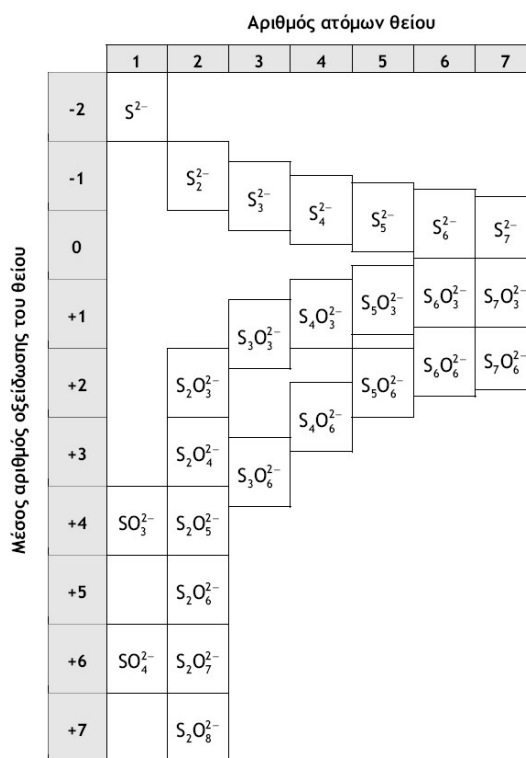 Αριθμός ατόμων θείου
1 2 3 4 5 6 7
Μέσος αριθμός οξείδωσης του θείου
-2 S²⁻
-1 S₂²⁻ S₃²⁻ S₄²⁻ S₅²⁻ S₆²⁻ S₇²⁻
0
+1 S₃O₃²⁻ S₄O₃²⁻ S₅O₃²⁻ S₆O₃²⁻ S₇O₃²⁻
+2 S₂O₃²⁻ S₄O₆²⁻ S₅O₆²⁻ S₆O₆²⁻ S₇O₆²⁻
+3 S₂O₄²⁻ S₃O₆²⁻
+4 SO₃²⁻ S₂O₅²⁻
+5 S₂O₆²⁻
+6 SO₄²⁻ S₂O₇²⁻
+7 S₂O₈²⁻